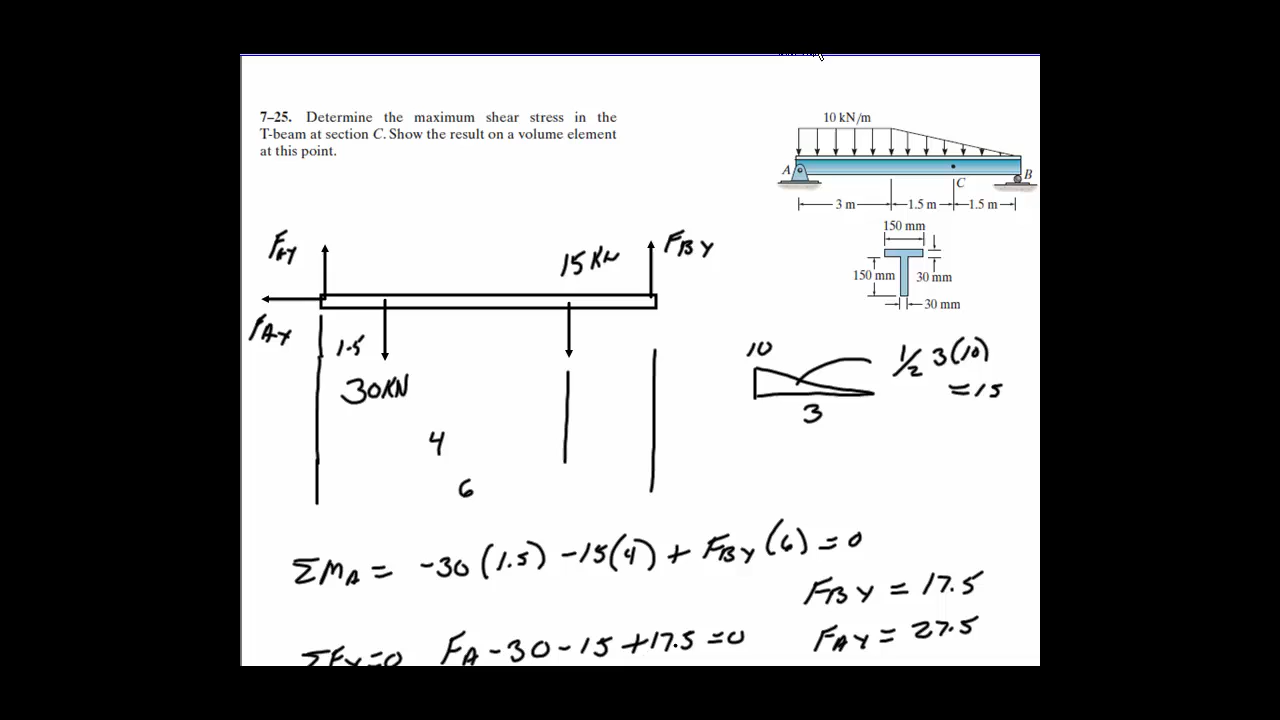 7–25. Determine the maximum shear stress in the
T-beam at section C. Show the result on a volume element
at this point.
10 kN/m
A
B
C
3 m
1.5 m
1.5 m
150 mm
150 mm
30 mm
30 mm
FAY
15 KN
FBY
FAX
1.5
30KN
4
6
10
3
1/2 3(10)
=15
ΣMA = -30(1.5) -15(4) + FBY(6) = 0
FBY = 17.5
FAY = 27.5
ΣFY=0 FA-30-15+17.5=0